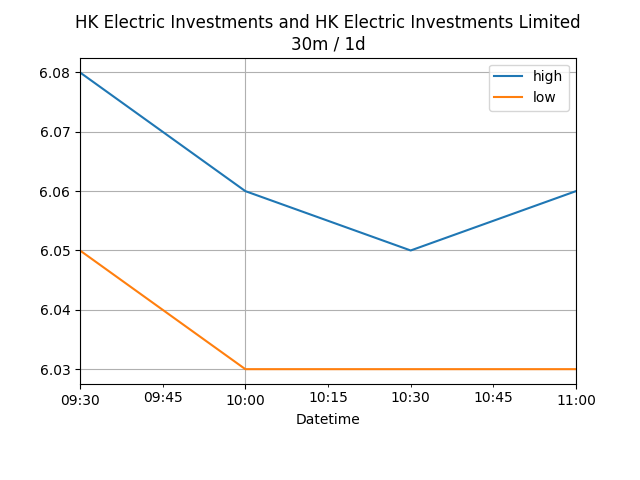 HK Electric Investments and HK Electric Investments Limited
30m / 1d
high
low
6.08
6.07
6.06
6.05
6.04
6.03
09:30 09:45 10:00 10:15 10:30 10:45 11:00
Datetime